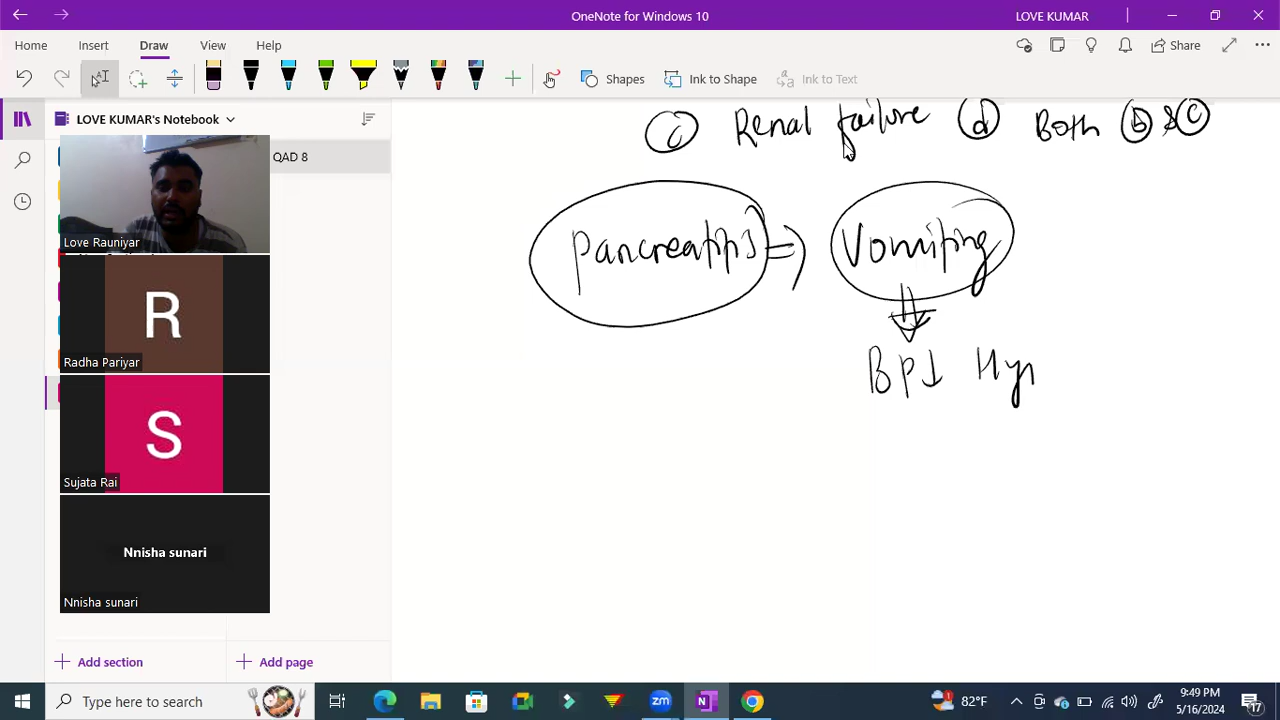 OneNote for Windows 10
LOVE KUMAR
Home Insert Draw View Help
Share
Shapes
Ink to Shape
Ink to Text
LOVE KUMAR's Notebook
QAD 8
Love Rauniyar
R
Radha Pariyar
S
Sujata Rai
Nnisha sunari
Nnisha sunari
Add section
Add page
c Renal failure d Both b & c
Pancreatitis ⇒ Vomiting
BP↓ Hyp
Type here to search
zm
N
82°F
9:49 PM
5/16/2024
17